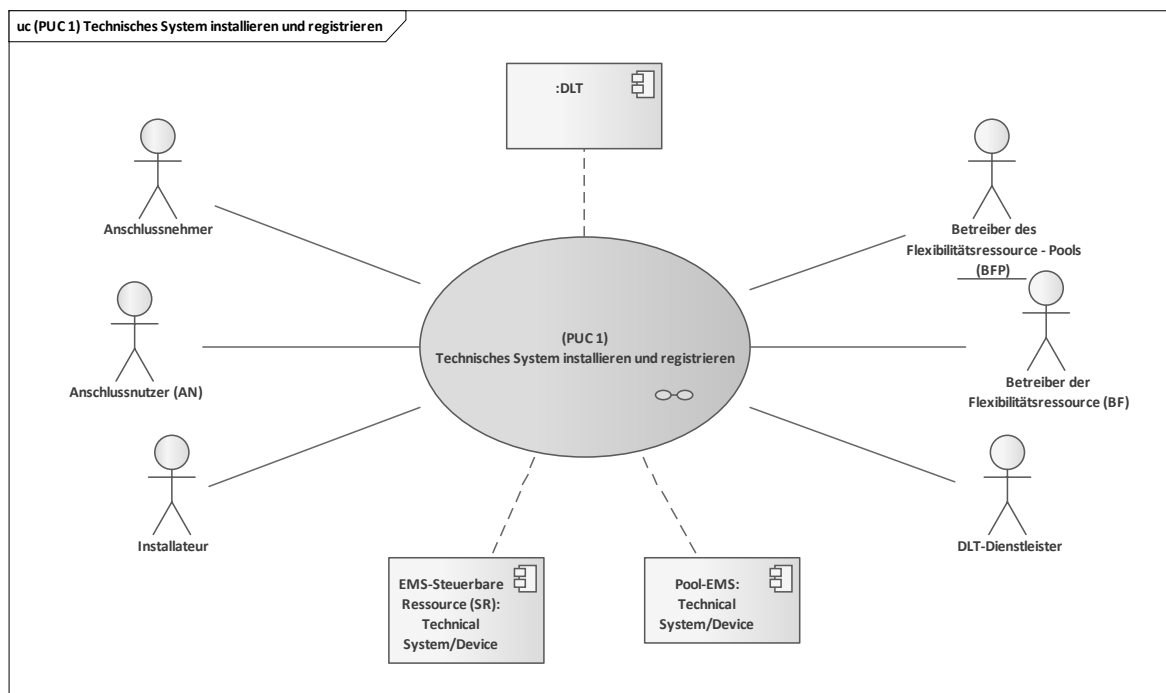 uc (PUC 1) Technisches System installieren und registrieren
:DLT
Anschlussnehmer
Betreiber des
Flexibilitätsressource - Pools
(BFP)
(PUC 1)
Technisches System installieren und registrieren
Anschlussnutzer (AN)
Betreiber der
Flexibilitätsressource (BF)
Installateur
DLT-Dienstleister
EMS-Steuerbare
Ressource (SR):
Technical
System/Device
Pool-EMS:
Technical
System/Device